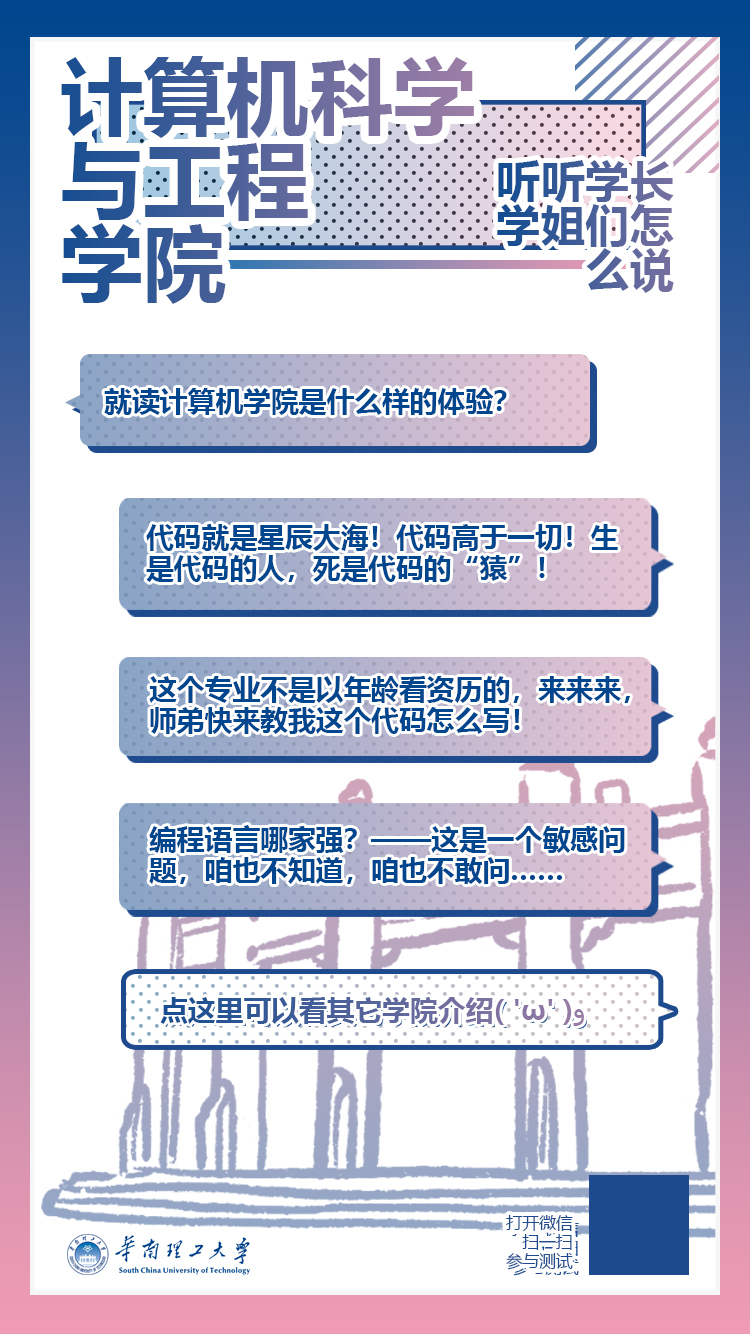 计算机科学
与工程
学院
听听学长
学姐们怎
么说
就读计算机学院是什么样的体验？
代码就是星辰大海！代码高于一切！生
是代码的人，死是代码的“猿”！
这个专业不是以年龄看资历的，来来来，
师弟快来教我这个代码怎么写！
编程语言哪家强？——这是一个敏感问
题，咱也不知道，咱也不敢问……
点这里可以看其它学院介绍( 'ω' )و
华南理工大学
South China University of Technology
打开微信
扫一扫
参与测试